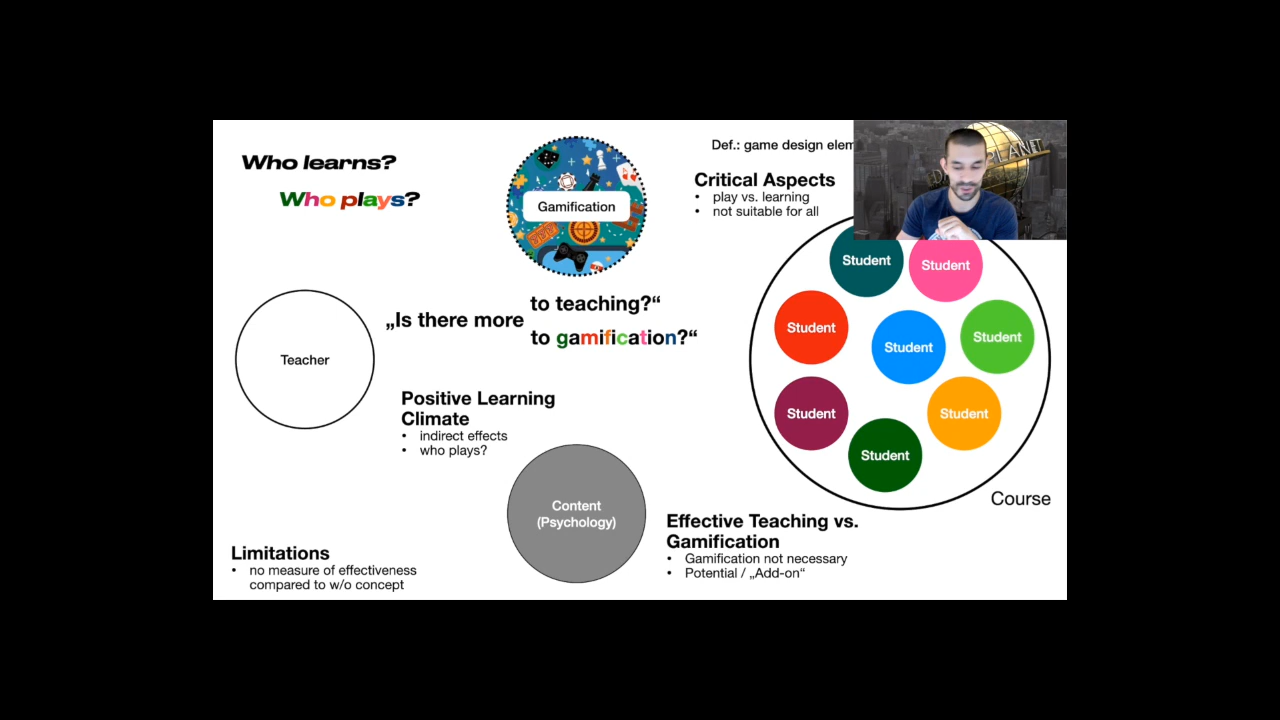 Who learns?
Who plays?
Gamification
Def.: game design elem
Critical Aspects
• play vs. learning
• not suitable for all
PLANET
Student
Student
Student
Student
Student
Student
Student
Student
Course
Teacher
„Is there more
to teaching?“
to gamification?“
Positive Learning
Climate
• indirect effects
• who plays?
Content
(Psychology)
Effective Teaching vs.
Gamification
• Gamification not necessary
• Potential / „Add-on“
Limitations
• no measure of effectiveness
compared to w/o concept